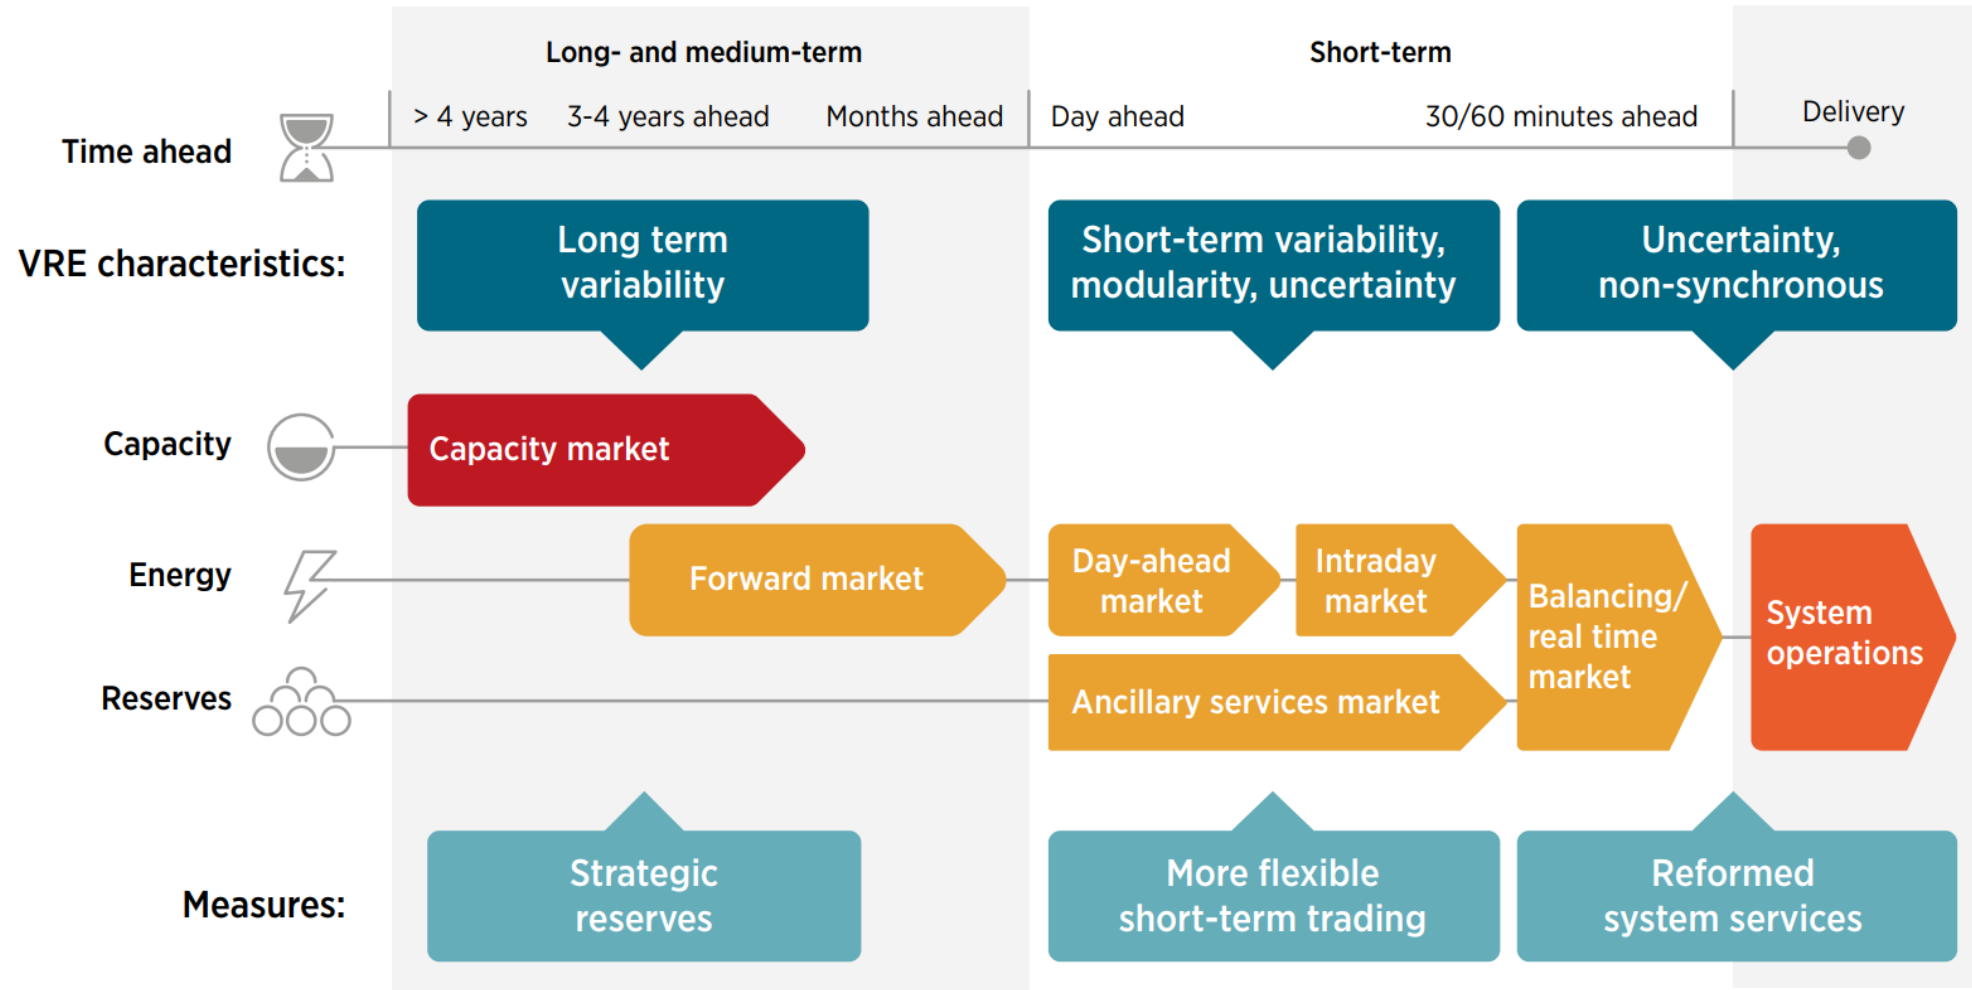 Long- and medium-term
Short-term
Time ahead
> 4 years
3-4 years ahead
Months ahead
Day ahead
30/60 minutes ahead
Delivery
VRE characteristics:
Long term
variability
Short-term variability,
modularity, uncertainty
Uncertainty,
non-synchronous
Capacity
Capacity market
Energy
Forward market
Day-ahead
market
Intraday
market
Balancing/
real time
market
System
operations
Reserves
Ancillary services market
Measures:
Strategic
reserves
More flexible
short-term trading
Reformed
system services